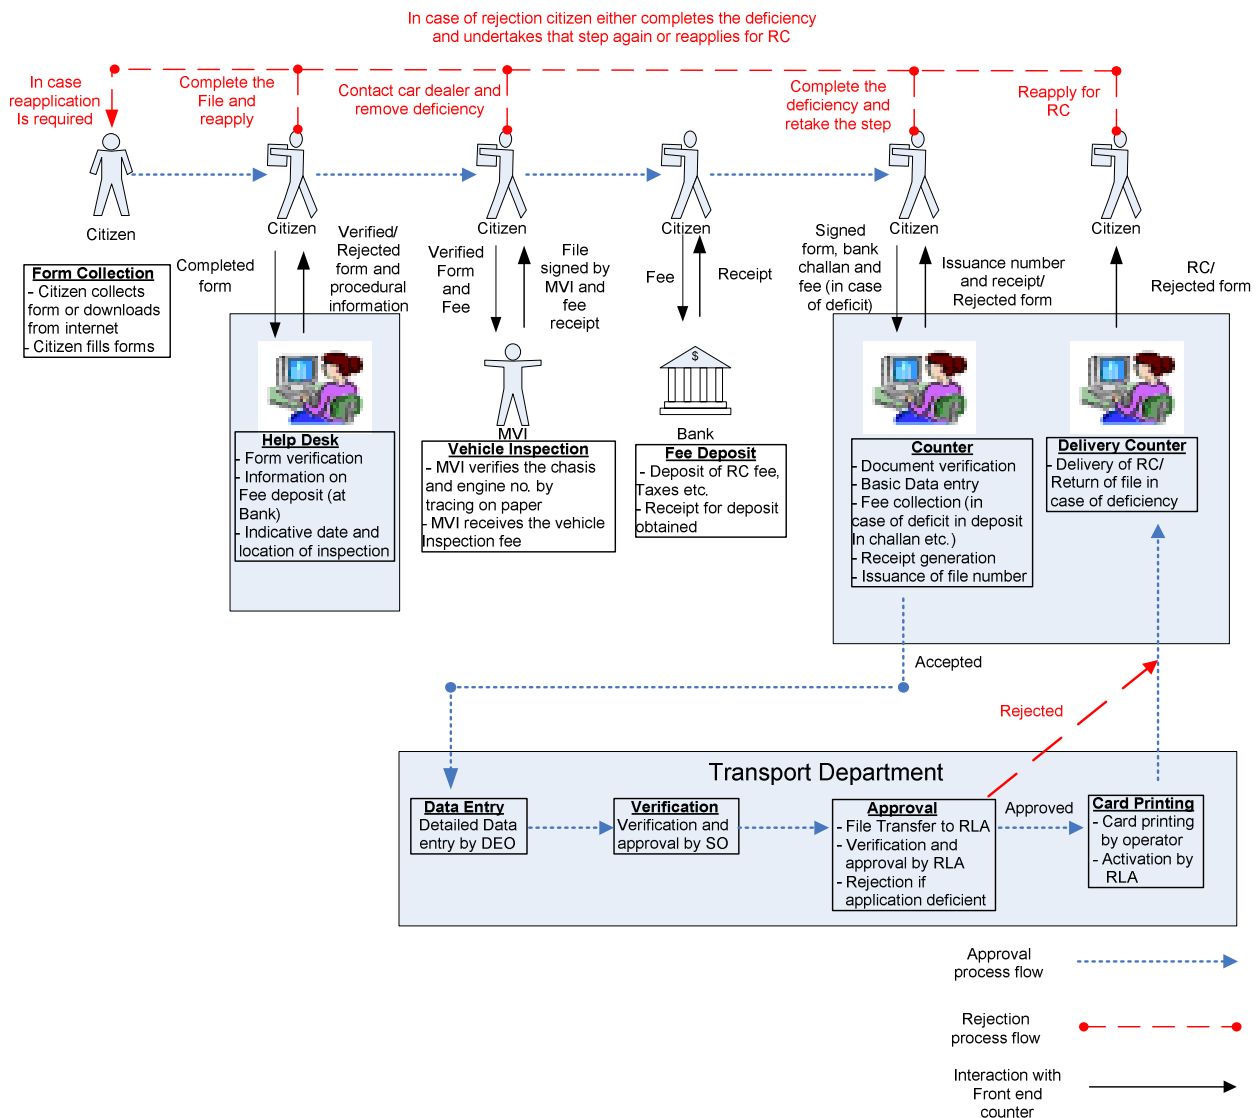 In case of rejection citizen either completes the deficiency
and undertakes that step again or reapplies for RC
In case
reapplication
Is required
Complete the
File and
reapply
Contact car dealer and
remove deficiency
Complete the
deficiency and
retake the step
Reapply for
RC
Citizen
Citizen
Citizen
Citizen
Citizen
Citizen
Form Collection
- Citizen collects
form or downloads
from internet
- Citizen fills forms
Completed
form
Verified/
Rejected
form and
procedural
information
Verified
Form
and
Fee
File
signed by
MVI and
fee
receipt
Fee
Receipt
Signed
form, bank
challan and
fee (in case
of deficit)
Issuance number
and receipt/
Rejected form
RC/
Rejected form
$
MVI
Bank
Help Desk
- Form verification
- Information on
Fee deposit (at
Bank)
- Indicative date and
location of inspection
Vehicle Inspection
- MVI verifies the chasis
and engine no. by
tracing on paper
- MVI receives the vehicle
Inspection fee
Fee Deposit
- Deposit of RC fee,
Taxes etc.
- Receipt for deposit
obtained
Counter
- Document verification
- Basic Data entry
- Fee collection (in
case of deficit in deposit
In challan etc.)
- Receipt generation
- Issuance of file number
Delivery Counter
- Delivery of RC/
Return of file in
case of deficiency
Accepted
Rejected
Transport Department
Data Entry
Detailed Data
entry by DEO
Verification
Verification and
approval by SO
Approval
- File Transfer to RLA
- Verification and
approval by RLA
- Rejection if
application deficient
Approved
Card Printing
- Card printing
by operator
- Activation by
RLA
Approval
process flow
Rejection
process flow
Interaction with
Front end
counter